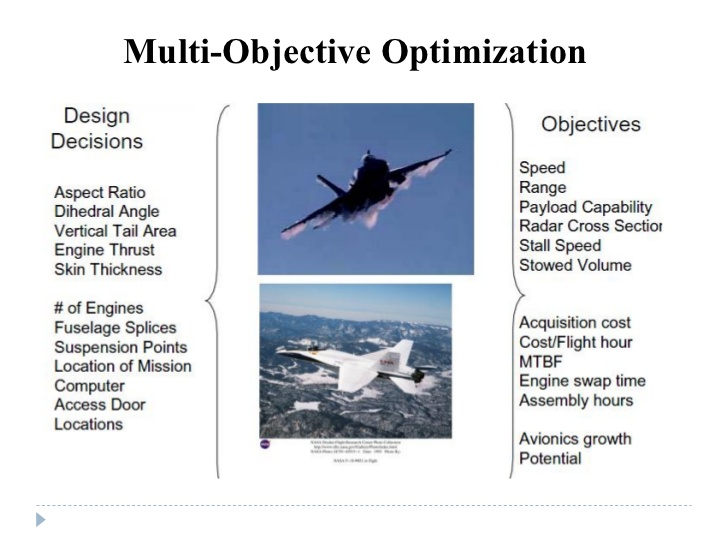 Multi-Objective Optimization
Design
Decisions
Aspect Ratio
Dihedral Angle
Vertical Tail Area
Engine Thrust
Skin Thickness
# of Engines
Fuselage Splices
Suspension Points
Location of Mission
Computer
Access Door
Locations
Objectives
Speed
Range
Payload Capability
Radar Cross Section
Stall Speed
Stowed Volume
Acquisition cost
Cost/Flight hour
MTBF
Engine swap time
Assembly hours
Avionics growth
Potential